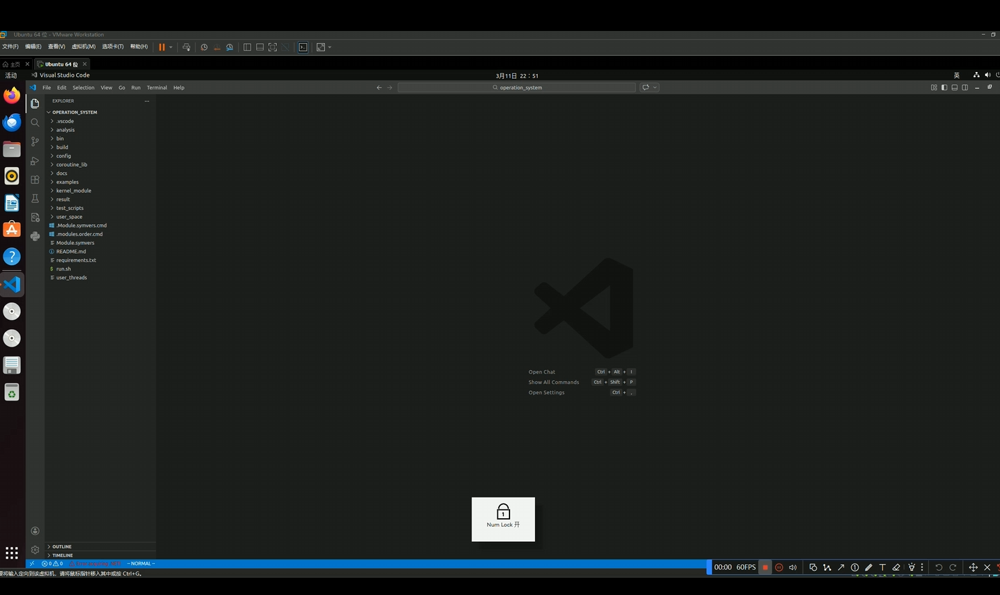 Ubuntu 64 位 - VMware Workstation
文件(F) 编辑(E) 查看(V) 虚拟机(M) 选项卡(T) 帮助(H)
主页 Ubuntu 64 位
活动 Visual Studio Code 3月11日 22：51 英
File Edit Selection View Go Run Terminal Help operation_system
EXPLORER
OPERATION_SYSTEM
.vscode
analysis
bin
build
config
coroutine_lib
docs
examples
kernel_module
result
test_scripts
user_space
.Module.symvers.cmd
.modules.order.cmd
Module.symvers
README.md
requirements.txt
$ run.sh
user_threads
Open Chat Ctrl + Alt + I
Show All Commands Ctrl + Shift + P
Open Settings Ctrl + ,
1
Num Lock 开
OUTLINE
TIMELINE
0 0 -- NORMAL --
00:00 60FPS
要将输入定向到该虚拟机，请将鼠标指针移入其中或按 Ctrl+G。